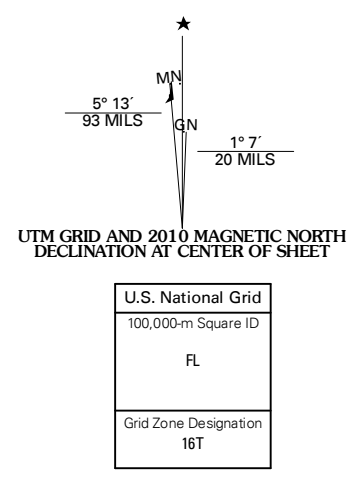 ★
MN
5° 13´
93 MILS
GN
1° 7´
20 MILS
UTM GRID AND 2010 MAGNETIC NORTH
DECLINATION AT CENTER OF SHEET
U.S. National Grid
100,000-m Square ID
FL
Grid Zone Designation
16T